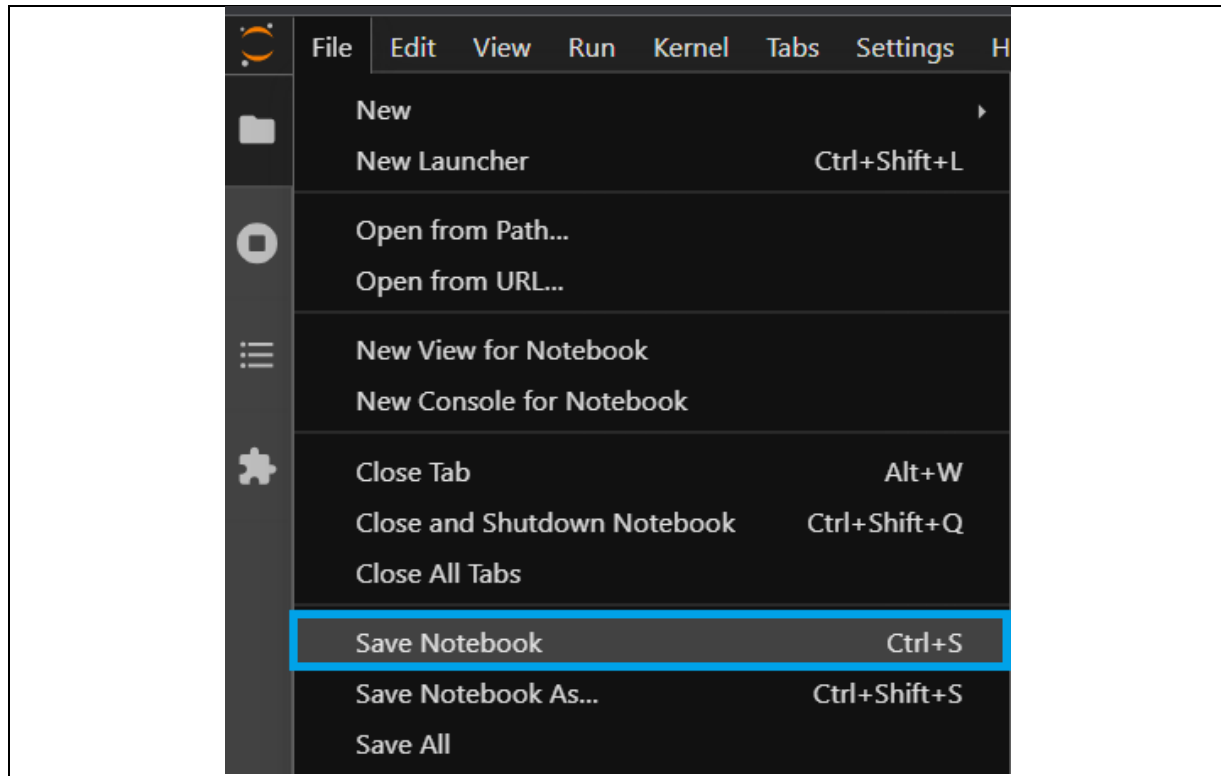 File Edit View Run Kernel Tabs Settings H
New
New Launcher Ctrl+Shift+L
Open from Path...
Open from URL...
New View for Notebook
New Console for Notebook
Close Tab Alt+W
Close and Shutdown Notebook Ctrl+Shift+Q
Close All Tabs
Save Notebook Ctrl+S
Save Notebook As... Ctrl+Shift+S
Save All